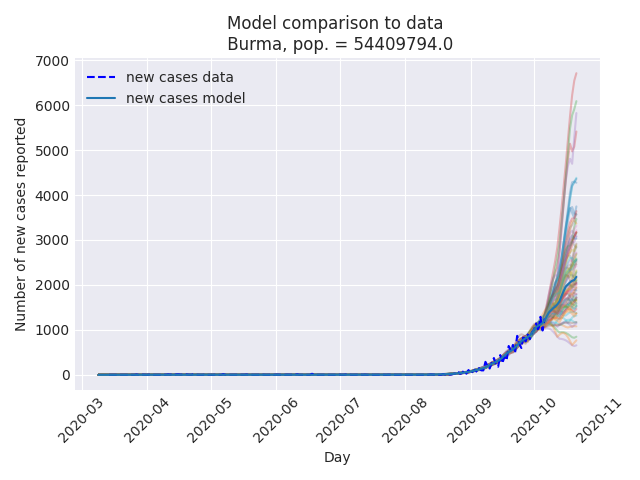 Model comparison to data
Burma, pop. = 54409794.0
new cases data
new cases model
Number of new cases reported
7000
6000
5000
4000
3000
2000
1000
0
2020-03
2020-04
2020-05
2020-06
2020-07
2020-08
2020-09
2020-10
2020-11
Day